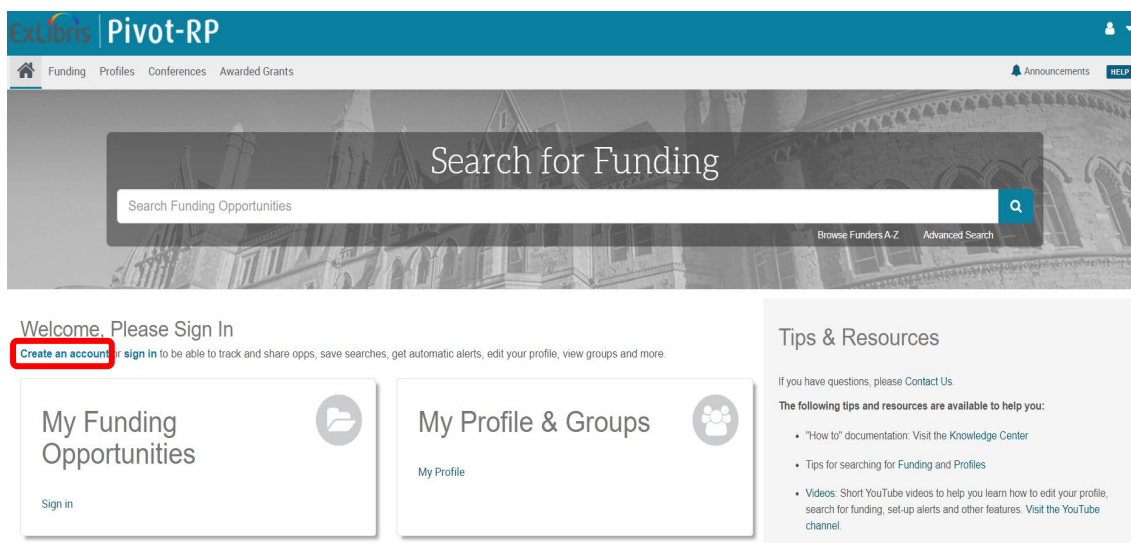 ExLibris Pivot-RP
Funding Profiles Conferences Awarded Grants Announcements HELP
Search for Funding
Search Funding Opportunities
Browse Funders A-Z Advanced Search
Welcome, Please Sign In
Create an account or sign in to be able to track and share opps, save searches, get automatic alerts, edit your profile, view groups and more.
My Funding
Opportunities
Sign in
My Profile & Groups
My Profile
Tips & Resources
If you have questions, please Contact Us.
The following tips and resources are available to help you:
• "How to" documentation: Visit the Knowledge Center
• Tips for searching for Funding and Profiles
• Videos: Short YouTube videos to help you learn how to edit your profile,
search for funding, set-up alerts and other features. Visit the YouTube
channel.